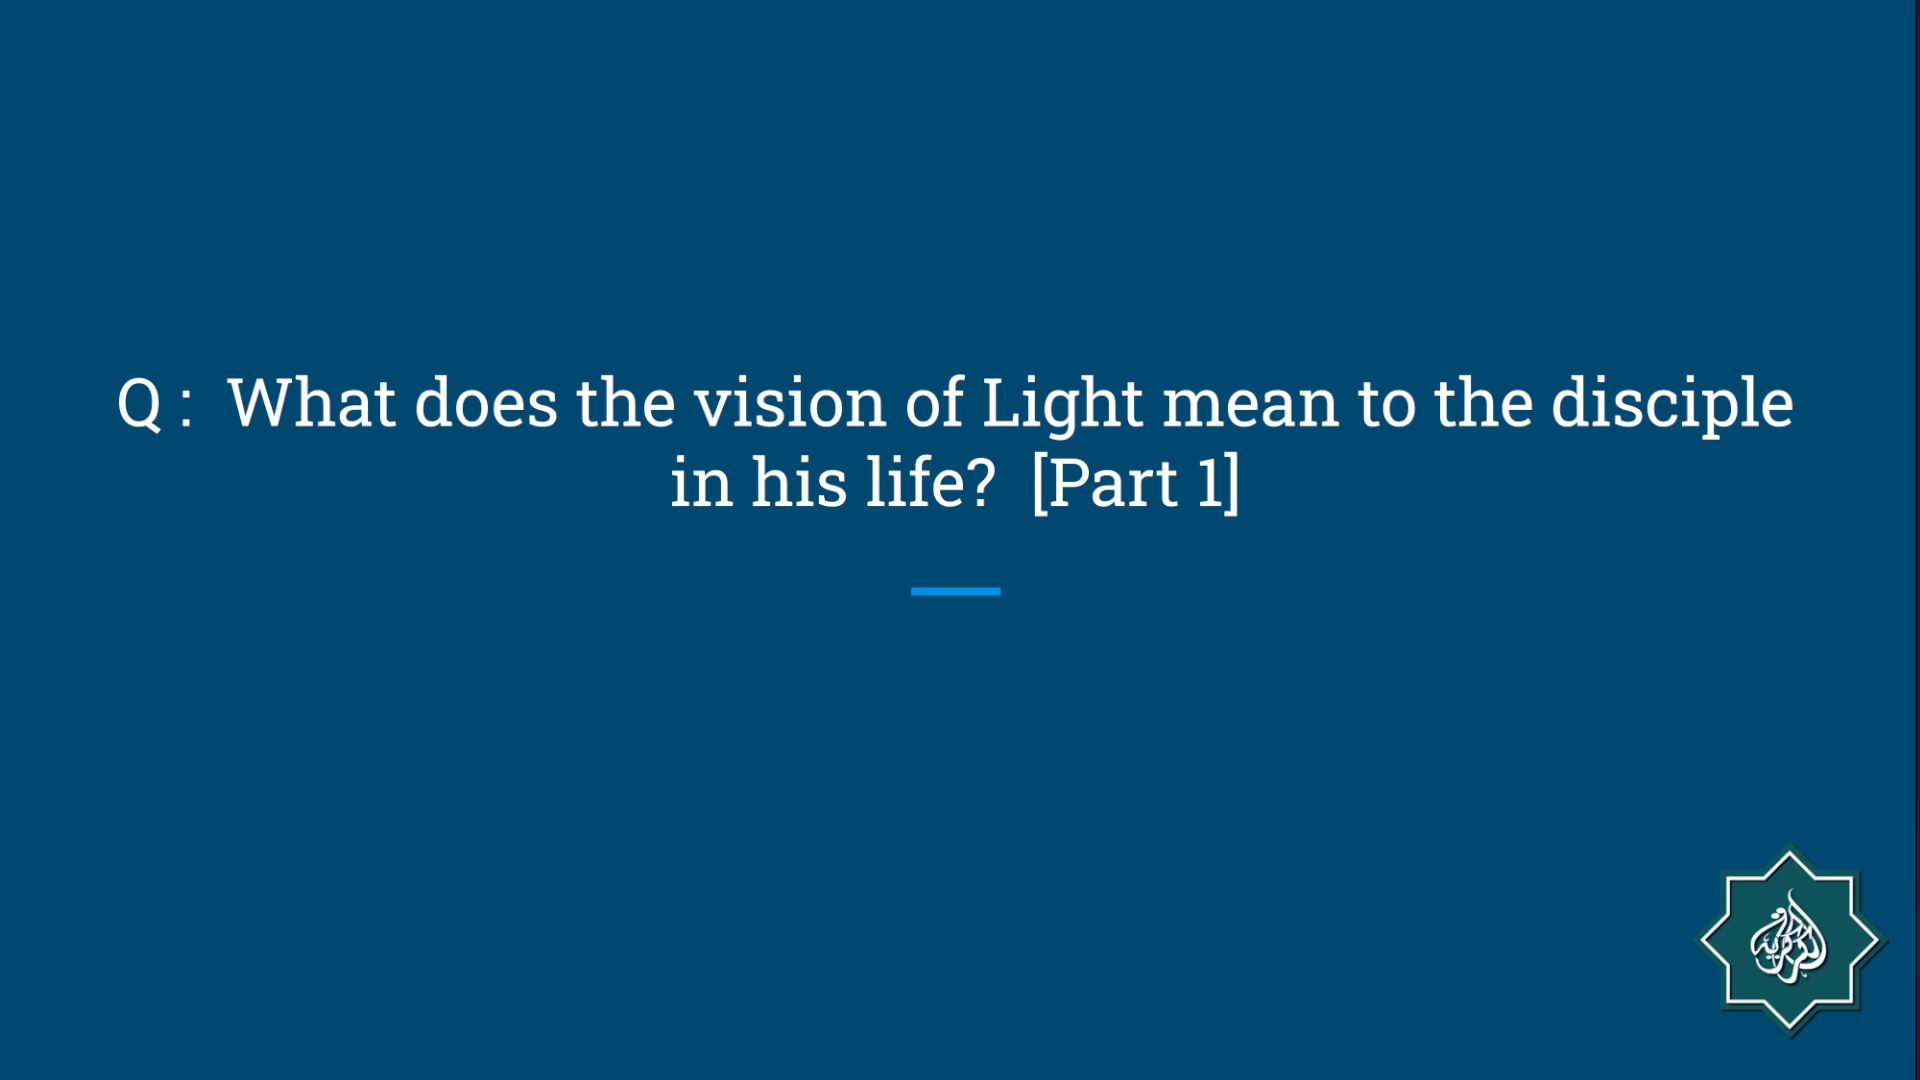 Q :  What does the vision of Light mean to the disciple
in his life?  [Part 1]